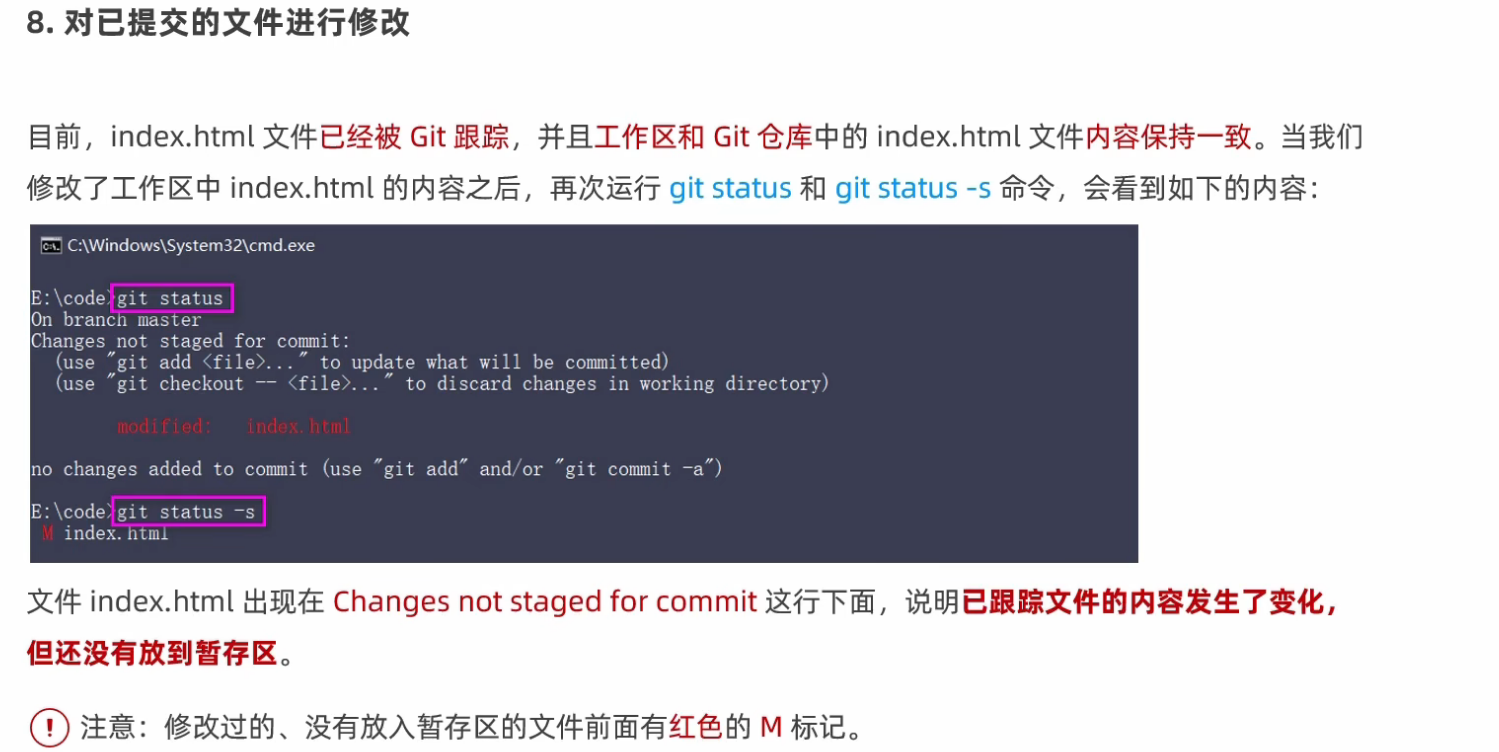 8. 对已提交的文件进行修改
目前，index.html 文件已经被 Git 跟踪，并且工作区和 Git 仓库中的 index.html 文件内容保持一致。当我们
修改了工作区中 index.html 的内容之后，再次运行 git status 和 git status -s 命令，会看到如下的内容：
C:\Windows\System32\cmd.exe
E:\code>git status
On branch master
Changes not staged for commit:
(use "git add <file>..." to update what will be committed)
(use "git checkout -- <file>..." to discard changes in working directory)
modified: index.html
no changes added to commit (use "git add" and/or "git commit -a")
E:\code>git status -s
M index.html
文件 index.html 出现在 Changes not staged for commit 这行下面，说明已跟踪文件的内容发生了变化，
但还没有放到暂存区。
注意：修改过的、没有放入暂存区的文件前面有红色的 M 标记。